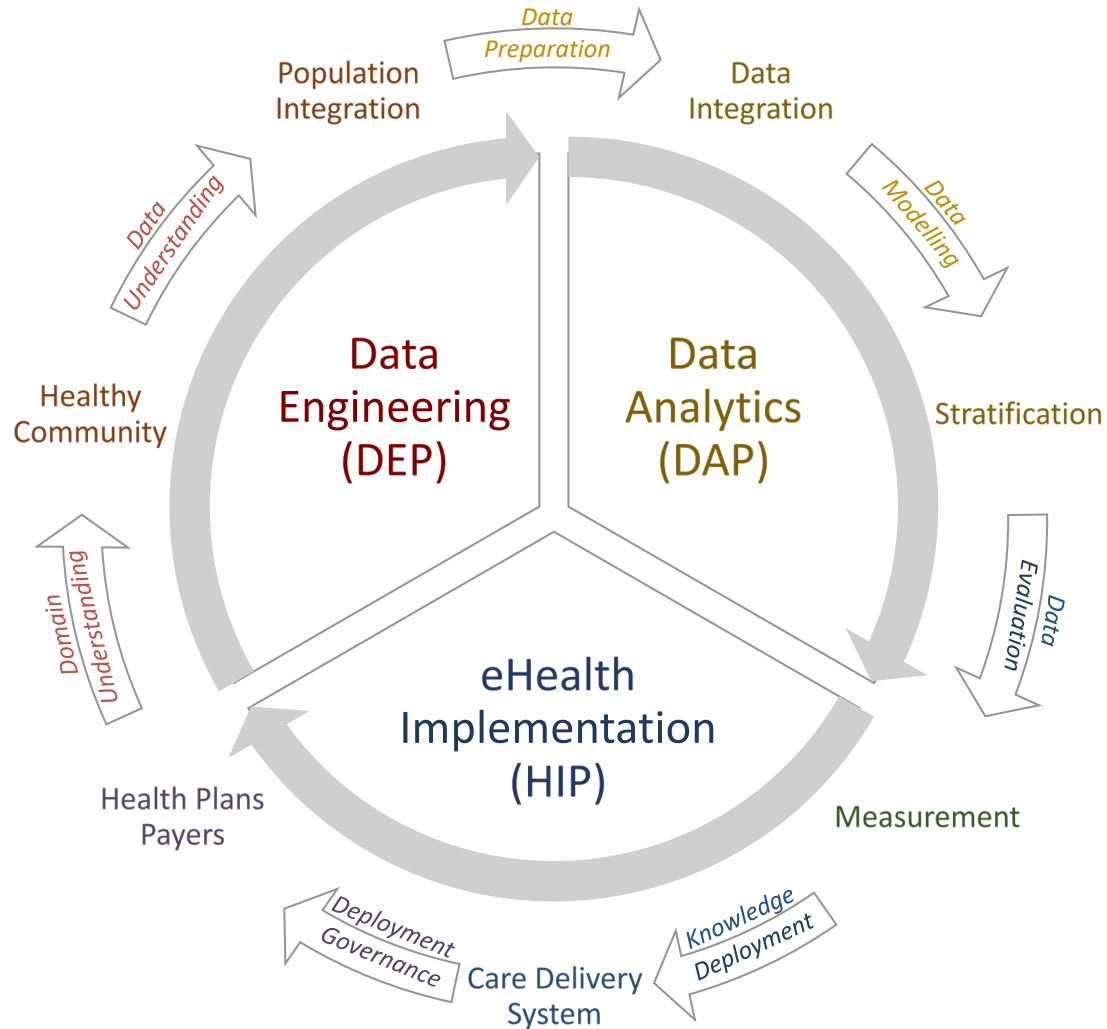 Data
Preparation
Population
Integration
Data
Integration
Data
Understanding
Data
Modelling
Data
Engineering
(DEP)
Data
Analytics
(DAP)
Healthy
Community
Stratification
Domain
Understanding
Data
Evaluation
eHealth
Implementation
(HIP)
Health Plans
Payers
Measurement
Deployment
Governance
Knowledge
Deployment
Care Delivery
System